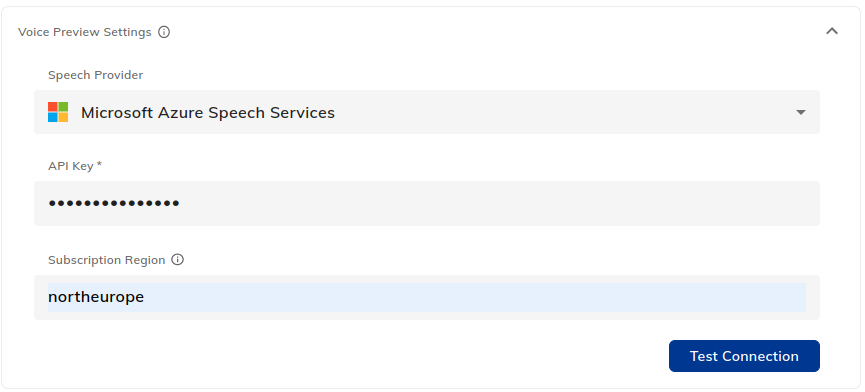 Voice Preview Settings
Speech Provider
Microsoft Azure Speech Services
API Key *
•••••••••••••••
Subscription Region
northeurope
Test Connection